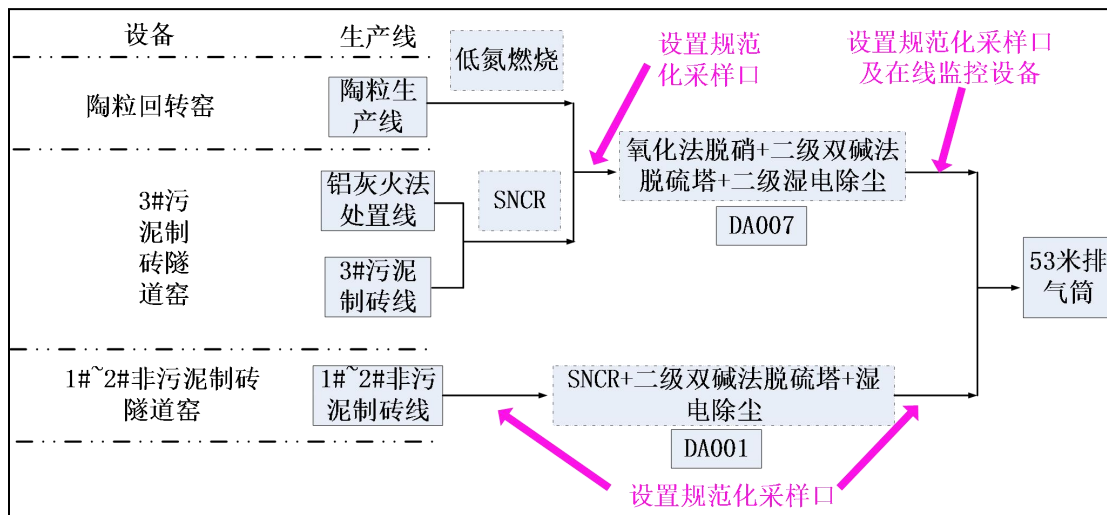 设备
生产线
低氮燃烧
设置规范
化采样口
设置规范化采样口
及在线监控设备
陶粒回转窑
陶粒生
产线
氧化法脱硝+二级双碱法
脱硫塔+二级湿电除尘
DA007
3#污
泥制
砖隧
道窑
铝灰火法
处置线
SNCR
3#污泥
制砖线
53米排
气筒
1#~2#非污泥制砖
隧道窑
1#~2#非污
泥制砖线
SNCR+二级双碱法脱硫塔+湿
电除尘
DA001
设置规范化采样口